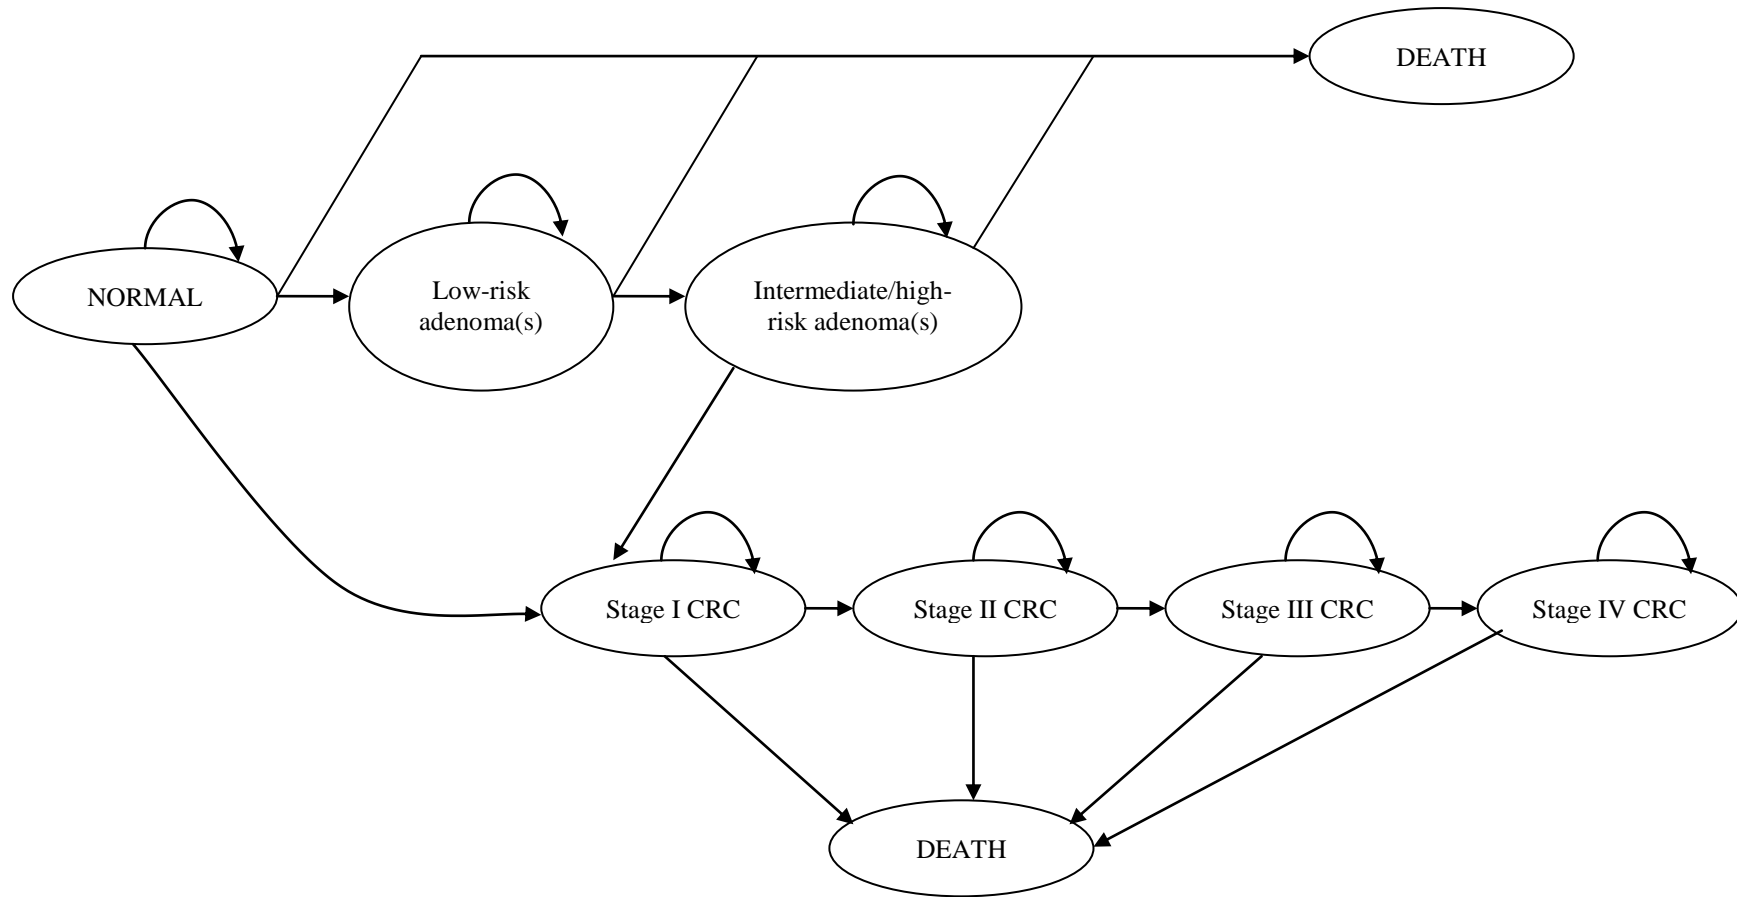 DEATH
NORMAL
Low-risk
adenoma(s)
Intermediate/high-
risk adenoma(s)
Stage I CRC
Stage II CRC
Stage III CRC
Stage IV CRC
DEATH